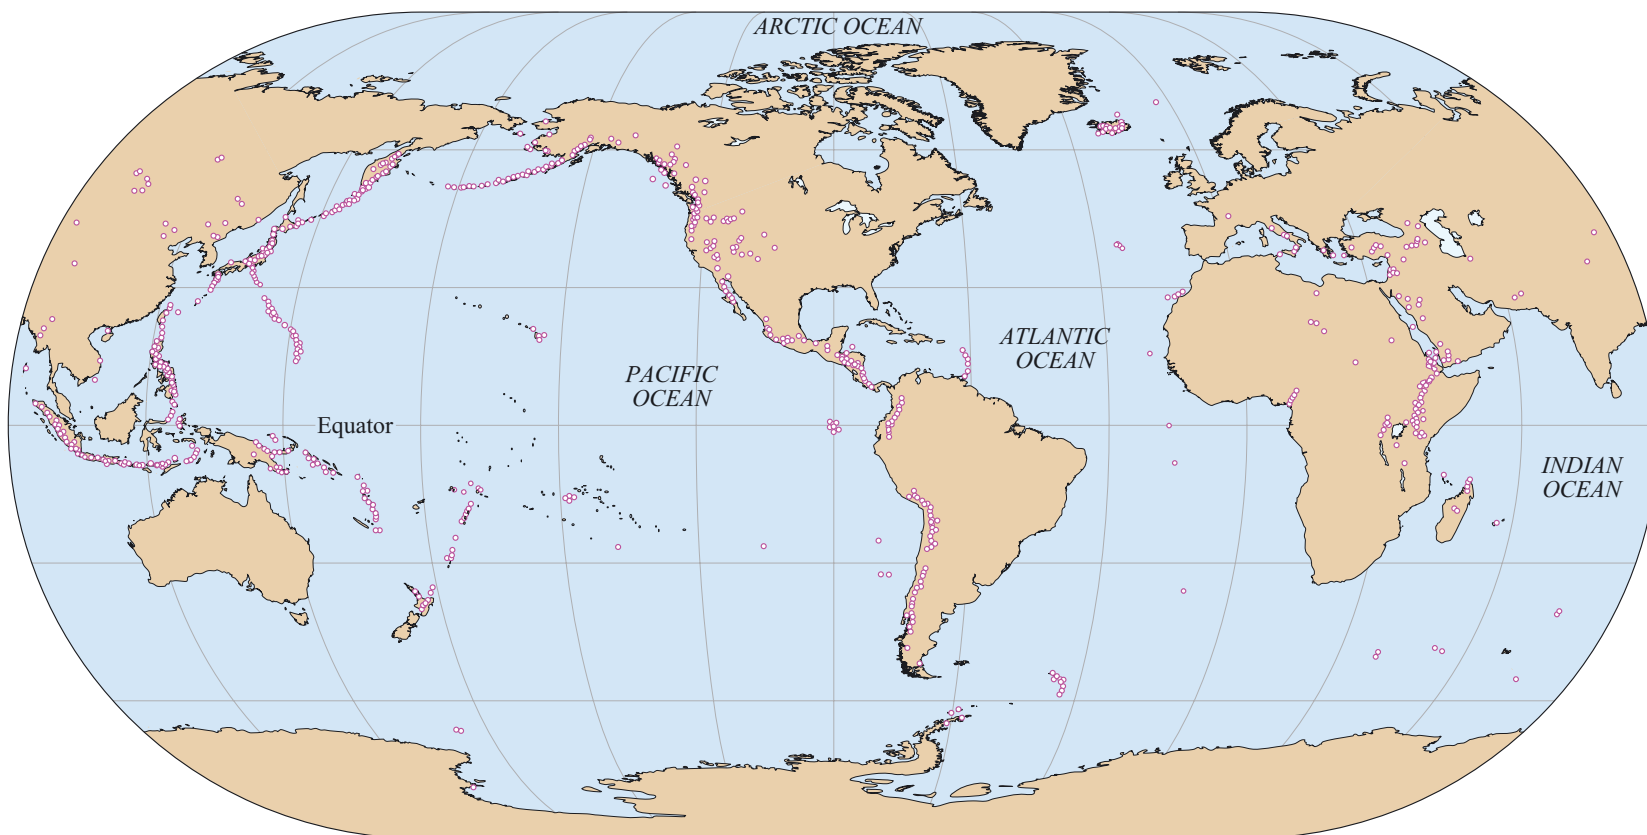 ARCTIC OCEAN
ATLANTIC
OCEAN
PACIFIC
OCEAN
Equator
INDIAN
OCEAN